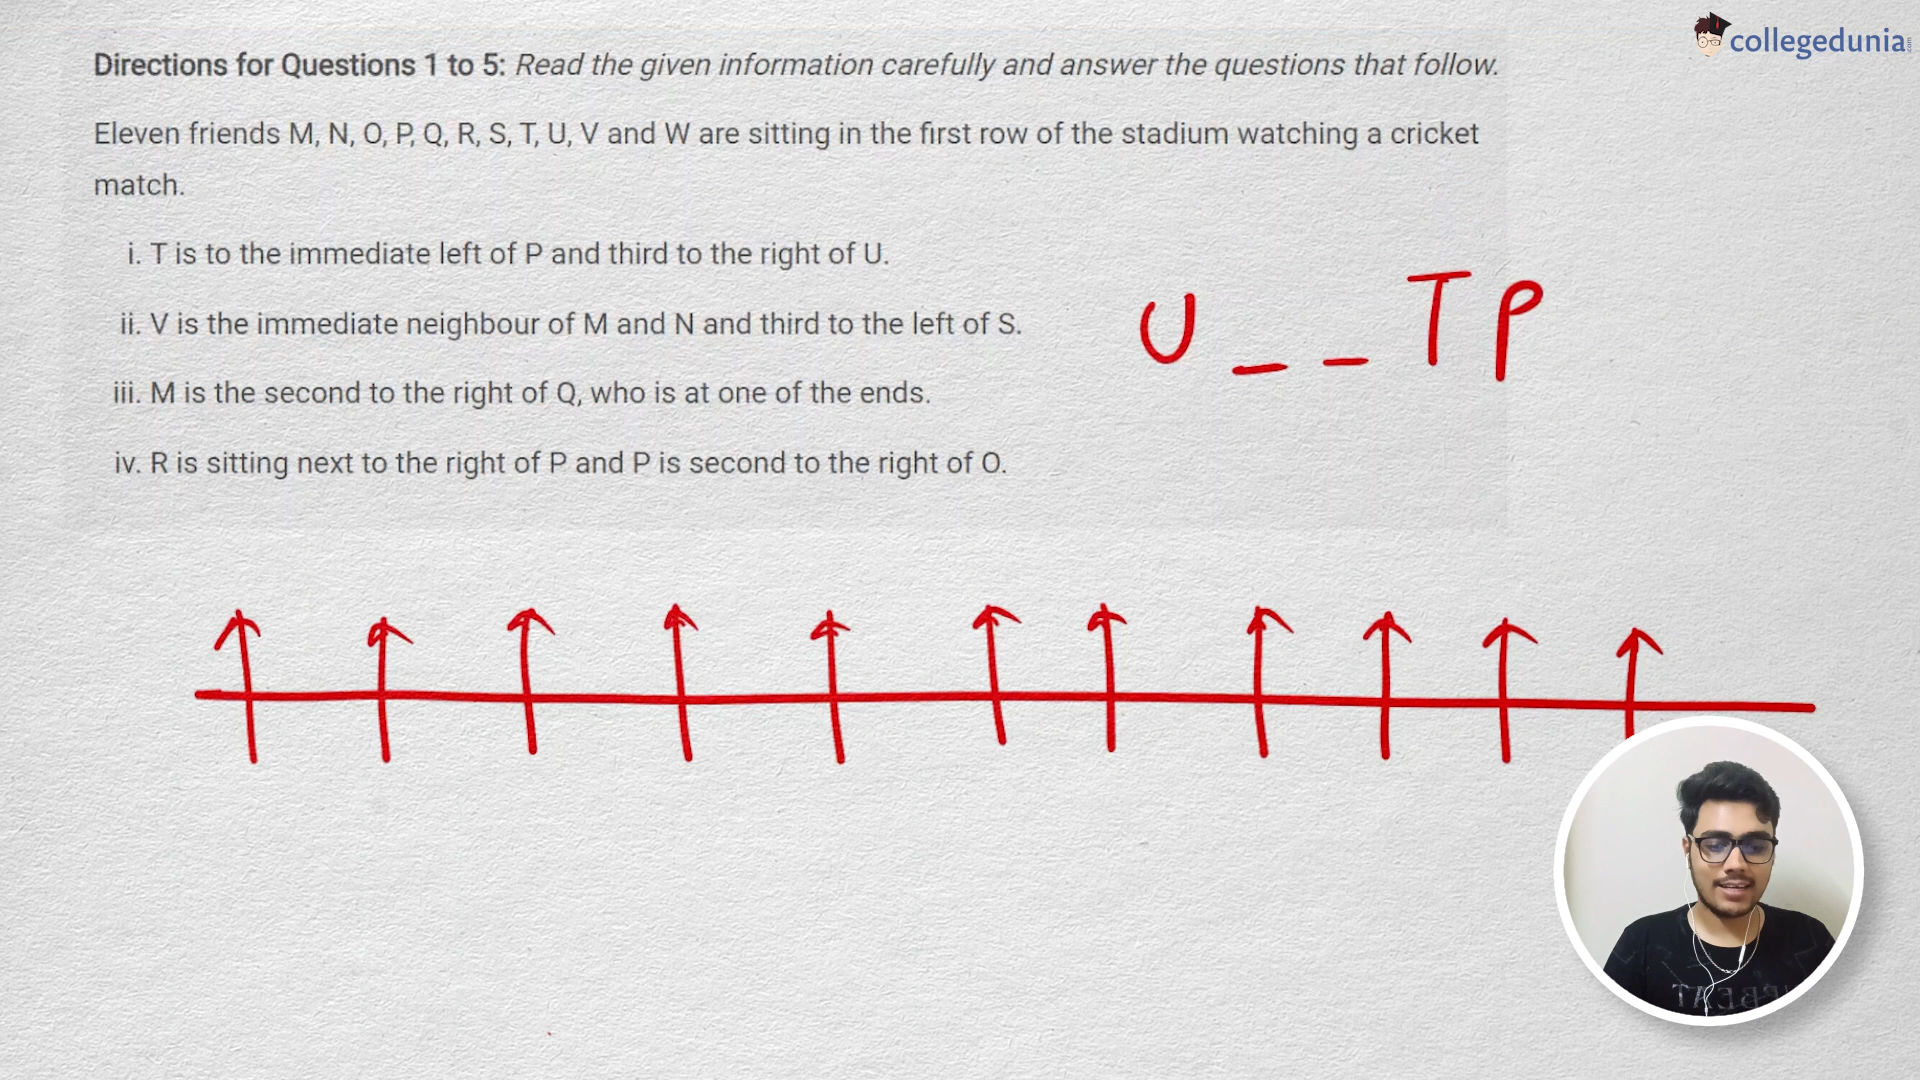 collegedunia
.com
Directions for Questions 1 to 5: Read the given information carefully and answer the questions that follow.
Eleven friends M, N, O, P, Q, R, S, T, U, V and W are sitting in the first row of the stadium watching a cricket
match.
i. T is to the immediate left of P and third to the right of U.
ii. V is the immediate neighbour of M and N and third to the left of S.
iii. M is the second to the right of Q, who is at one of the ends.
iv. R is sitting next to the right of P and P is second to the right of O.
U _ _ T P